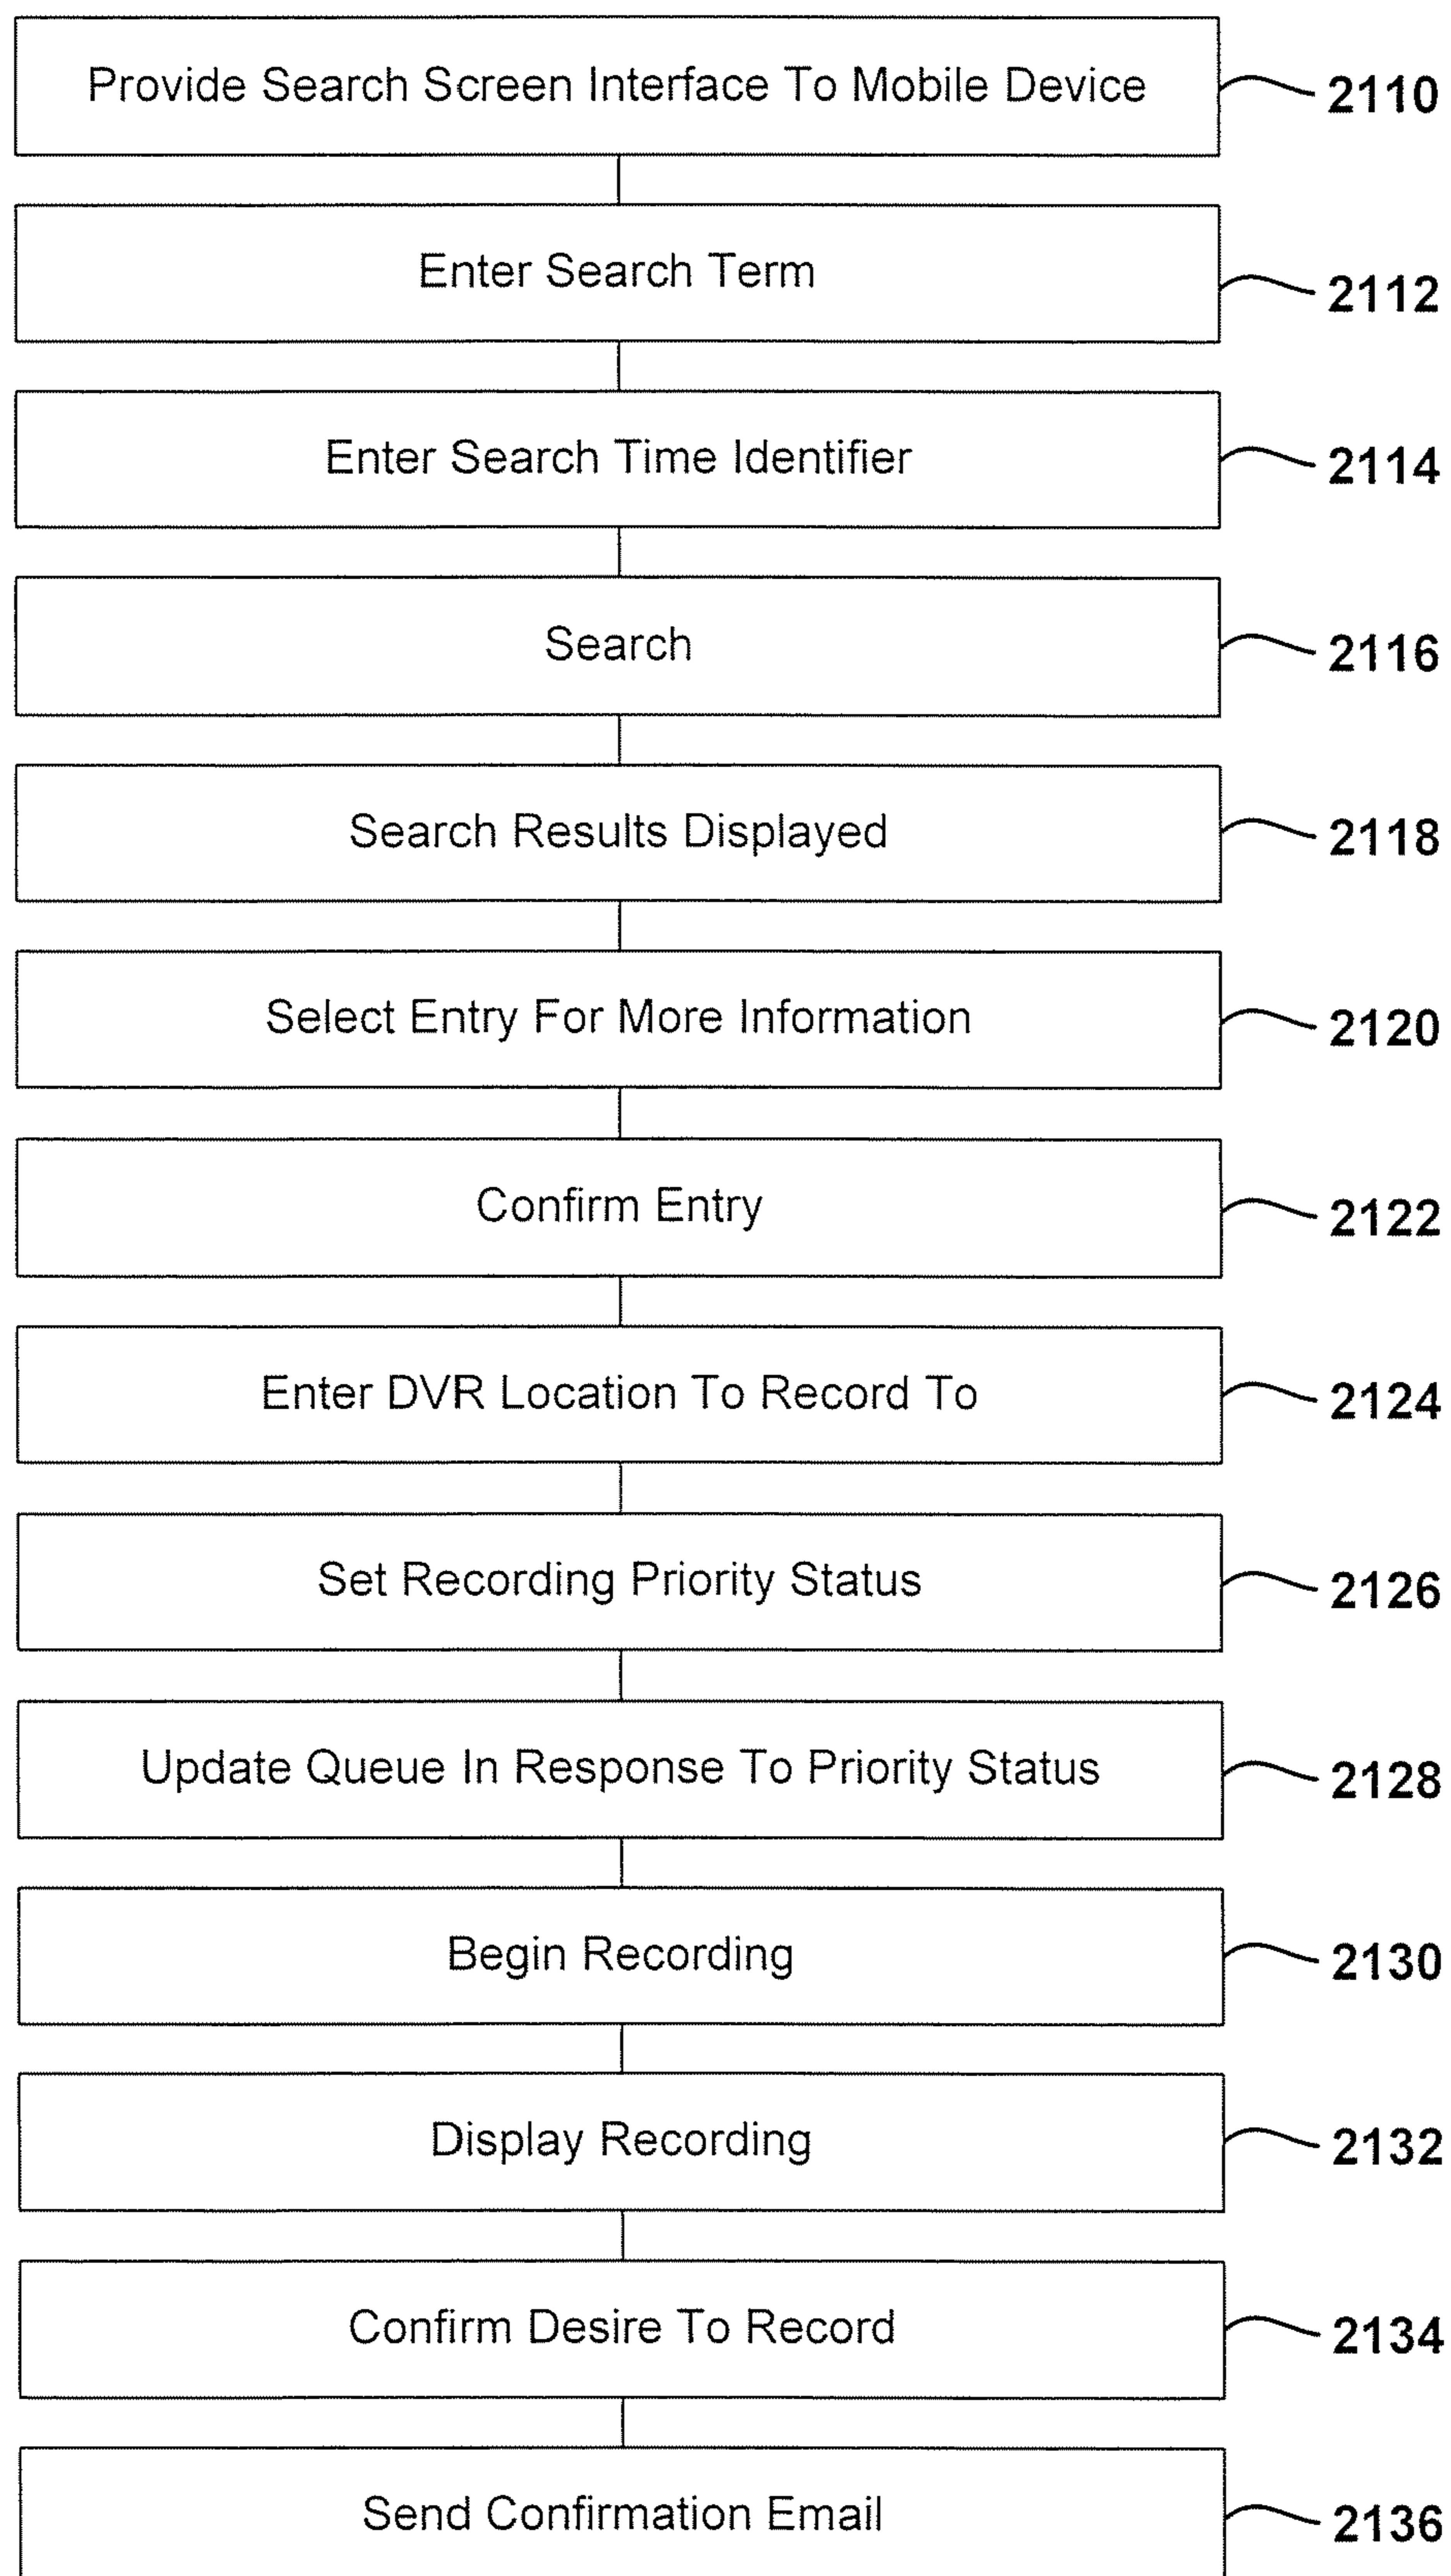 Provide Search Screen Interface To Mobile Device 2110
Enter Search Term 2112
Enter Search Time Identifier 2114
Search 2116
Search Results Displayed 2118
Select Entry For More Information 2120
Confirm Entry 2122
Enter DVR Location To Record To 2124
Set Recording Priority Status 2126
Update Queue In Response To Priority Status 2128
Begin Recording 2130
Display Recording 2132
Confirm Desire To Record 2134
Send Confirmation Email 2136